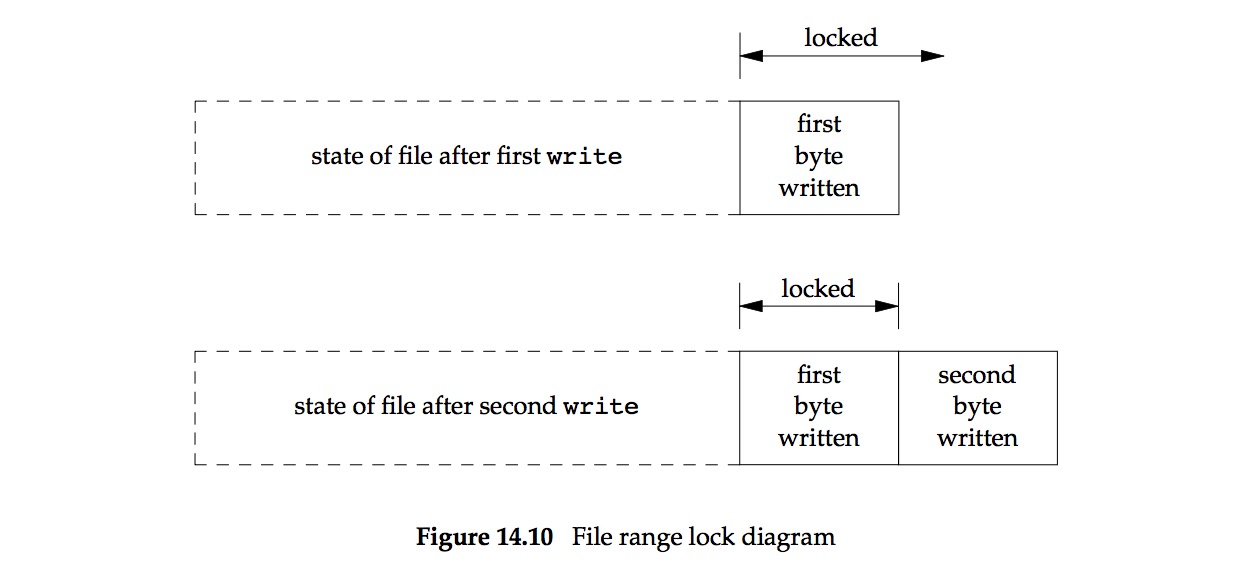 locked
state of file after first write
first
byte
written
locked
state of file after second write
first
byte
written
second
byte
written
Figure 14.10 File range lock diagram